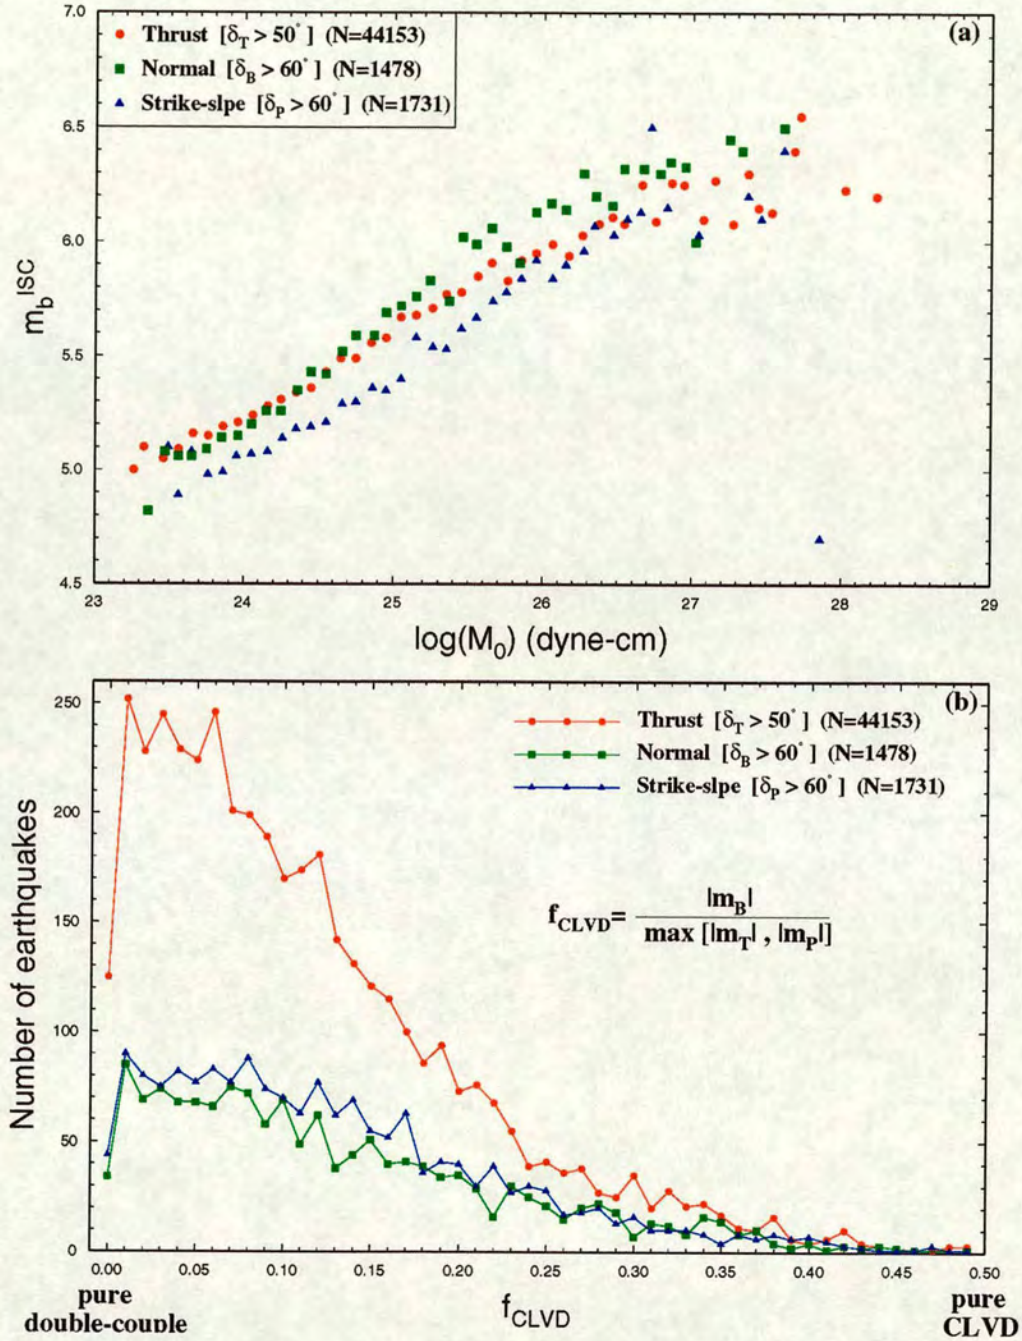 (a)
Thrust [δT > 50°] (N=44153)
Normal [δB > 60°] (N=1478)
Strike-slpe [δP > 60°] (N=1731)
7.0
6.5
6.0
5.5
5.0
4.5
mb ISC
23 24 25 26 27 28 29
log(M0) (dyne-cm)
(b)
Thrust [δT > 50°] (N=44153)
Normal [δB > 60°] (N=1478)
Strike-slpe [δP > 60°] (N=1731)
fCLVD= |mB| / max [|mT| , |mP|]
250
200
150
100
50
0
Number of earthquakes
0.00 0.05 0.10 0.15 0.20 0.25 0.30 0.35 0.40 0.45 0.50
pure double-couple
fCLVD
pure CLVD